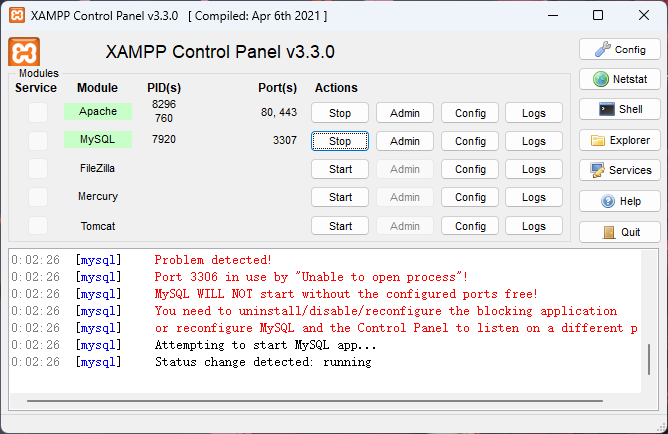 XAMPP Control Panel v3.3.0 [ Compiled: Apr 6th 2021 ]
XAMPP Control Panel v3.3.0
Config
Modules
Service Module PID(s) Port(s) Actions
Netstat
Apache 8296 760 80, 443 Stop Admin Config Logs
Shell
MySQL 7920 3307 Stop Admin Config Logs
Explorer
FileZilla Start Admin Config Logs
Services
Mercury Start Admin Config Logs
Help
Tomcat Start Admin Config Logs
Quit
0:02:26 [mysql] Problem detected!
0:02:26 [mysql] Port 3306 in use by "Unable to open process"!
0:02:26 [mysql] MySQL WILL NOT start without the configured ports free!
0:02:26 [mysql] You need to uninstall/disable/reconfigure the blocking application
0:02:26 [mysql] or reconfigure MySQL and the Control Panel to listen on a different p
0:02:26 [mysql] Attempting to start MySQL app...
0:02:26 [mysql] Status change detected: running